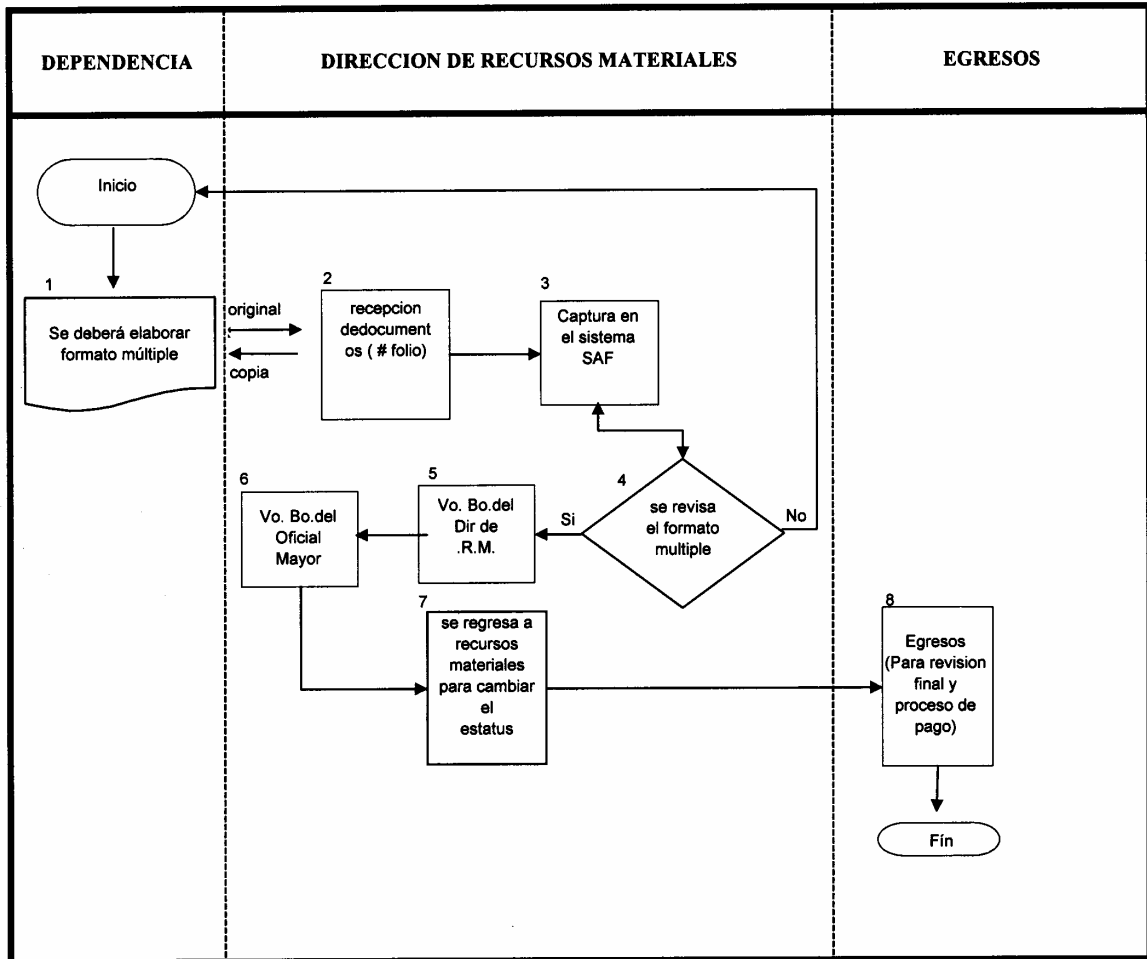 DEPENDENCIA
DIRECCION DE RECURSOS MATERIALES
EGRESOS
Inicio
1
Se deberá elaborar
formato múltiple
original
copia
2
recepcion
dedocument
os ( # folio)
3
Captura en
el sistema
SAF
4
se revisa
el formato
multiple
No
Si
5
Vo. Bo.del
Dir de
.R.M.
6
Vo. Bo.del
Oficial
Mayor
7
se regresa a
recursos
materiales
para cambiar
el
estatus
8
Egresos
(Para revision
final y
proceso de
pago)
Fín